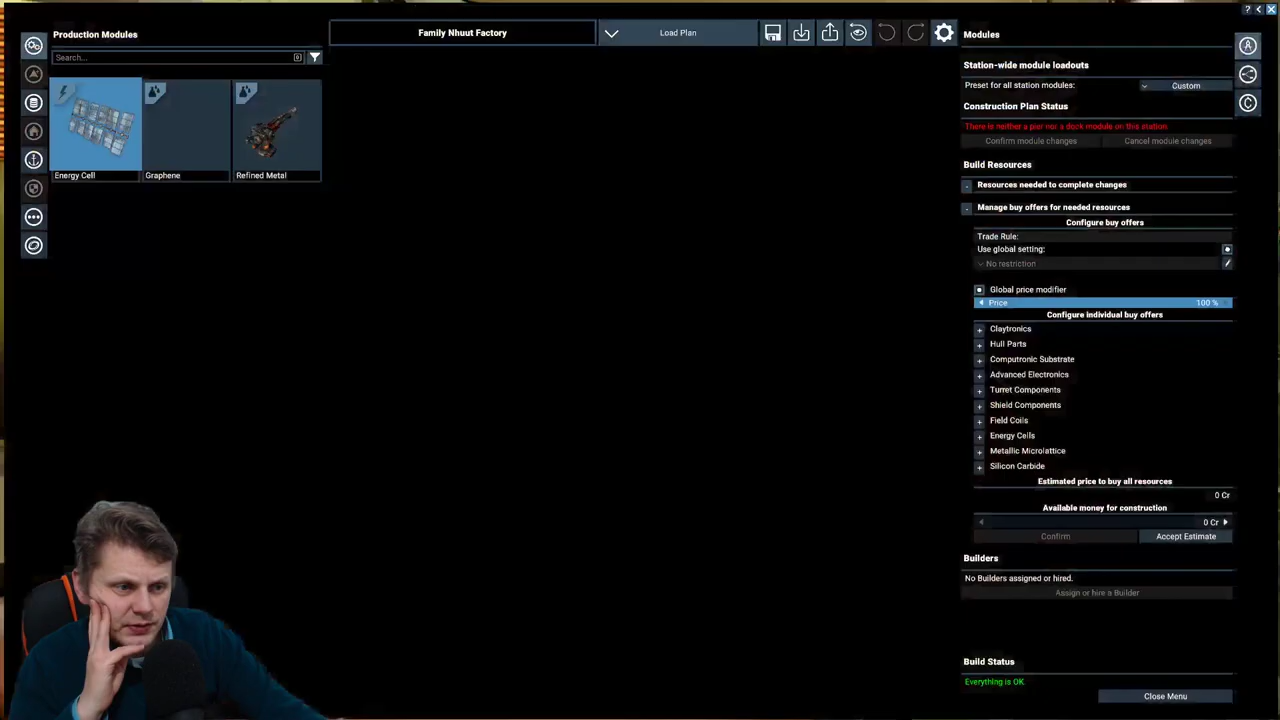 Production Modules
Search...
Energy Cell
Graphene
Refined Metal
Family Nhuut Factory
Load Plan
Modules
Station-wide module loadouts
Preset for all station modules:
Custom
Construction Plan Status
There is neither a pier nor a dock module on this station.
Confirm module changes
Cancel module changes
Build Resources
- Resources needed to complete changes
- Manage buy offers for needed resources
Configure buy offers
Trade Rule:
Use global setting:
No restriction
Global price modifier
Price 100 %
Configure individual buy offers
+ Claytronics
+ Hull Parts
+ Computronic Substrate
+ Advanced Electronics
+ Turret Components
+ Shield Components
+ Field Coils
+ Energy Cells
+ Metallic Microlattice
+ Silicon Carbide
Estimated price to buy all resources
0 Cr
Available money for construction
0 Cr
Confirm
Accept Estimate
Builders
No Builders assigned or hired.
Assign or hire a Builder
Build Status
Everything is OK
Close Menu